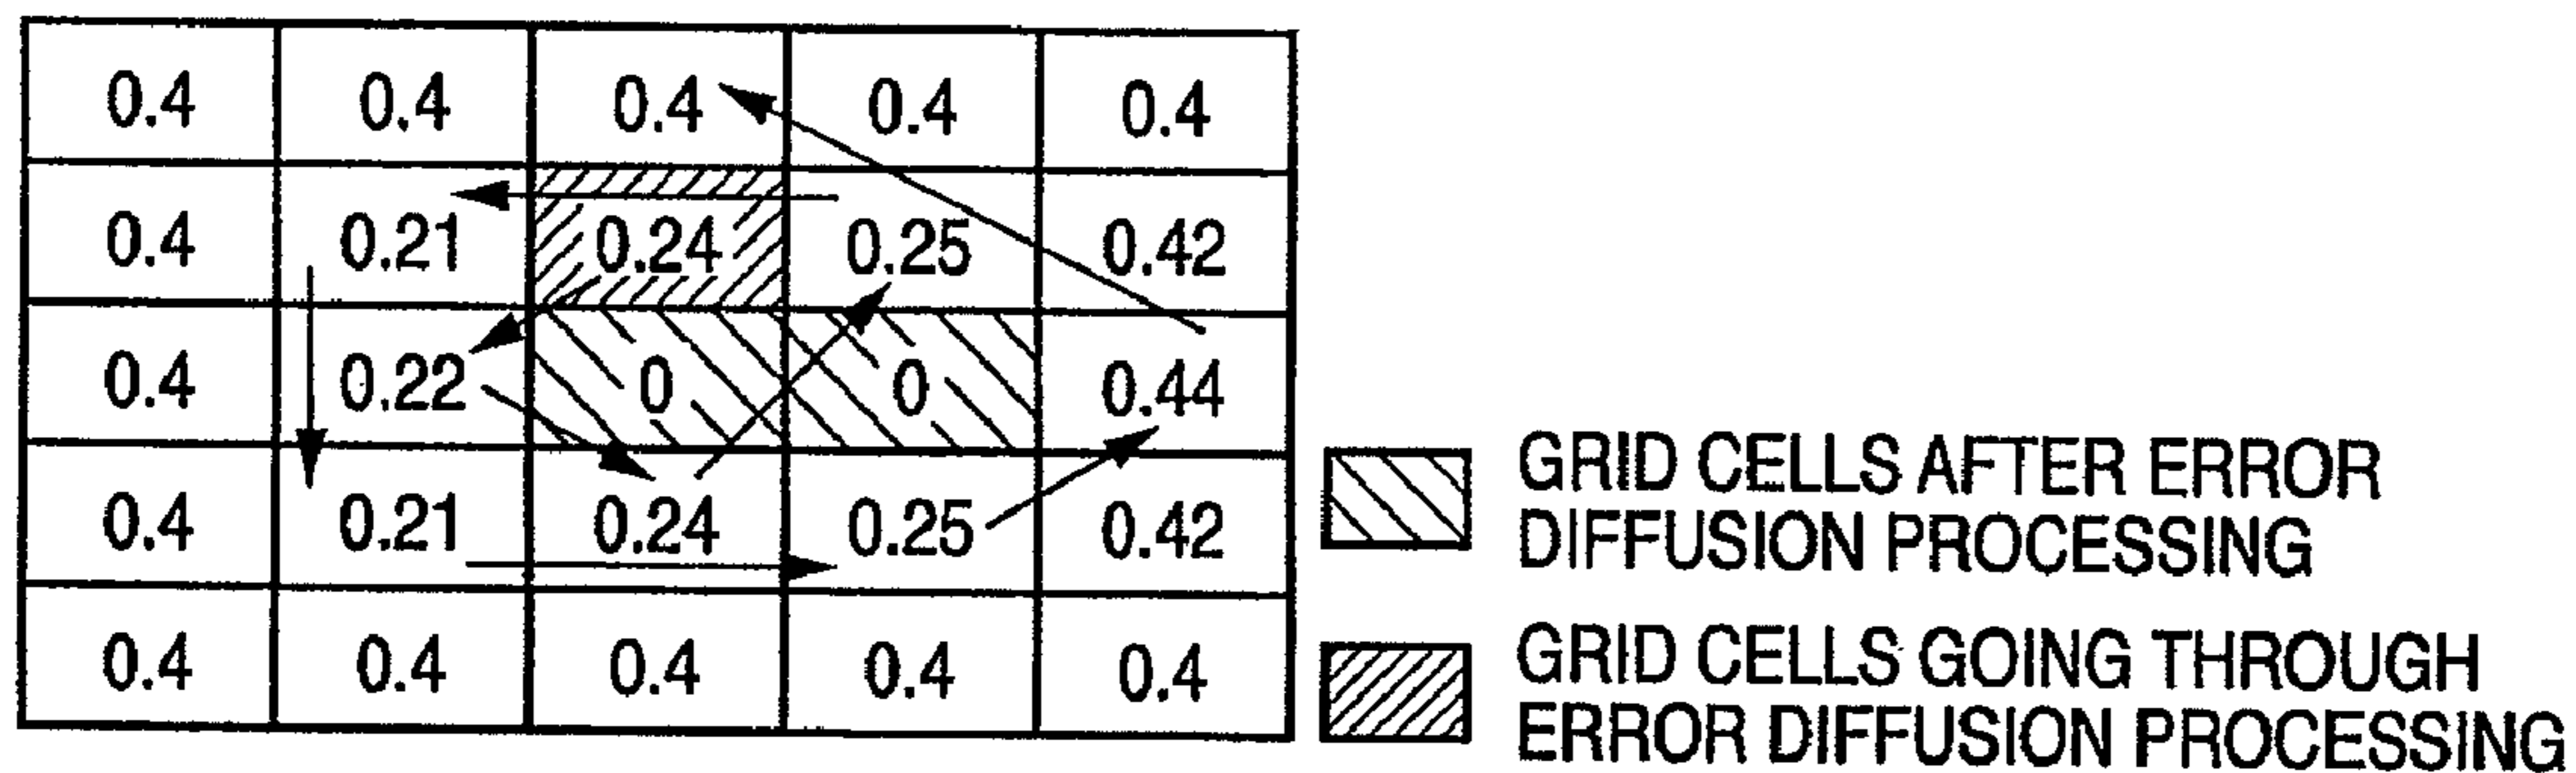 0.4 0.4 0.4 0.4 0.4
0.4 0.21 0.24 0.25 0.42
0.4 0.22 0 0 0.44
0.4 0.21 0.24 0.25 0.42
0.4 0.4 0.4 0.4 0.4
GRID CELLS AFTER ERROR
DIFFUSION PROCESSING
GRID CELLS GOING THROUGH
ERROR DIFFUSION PROCESSING